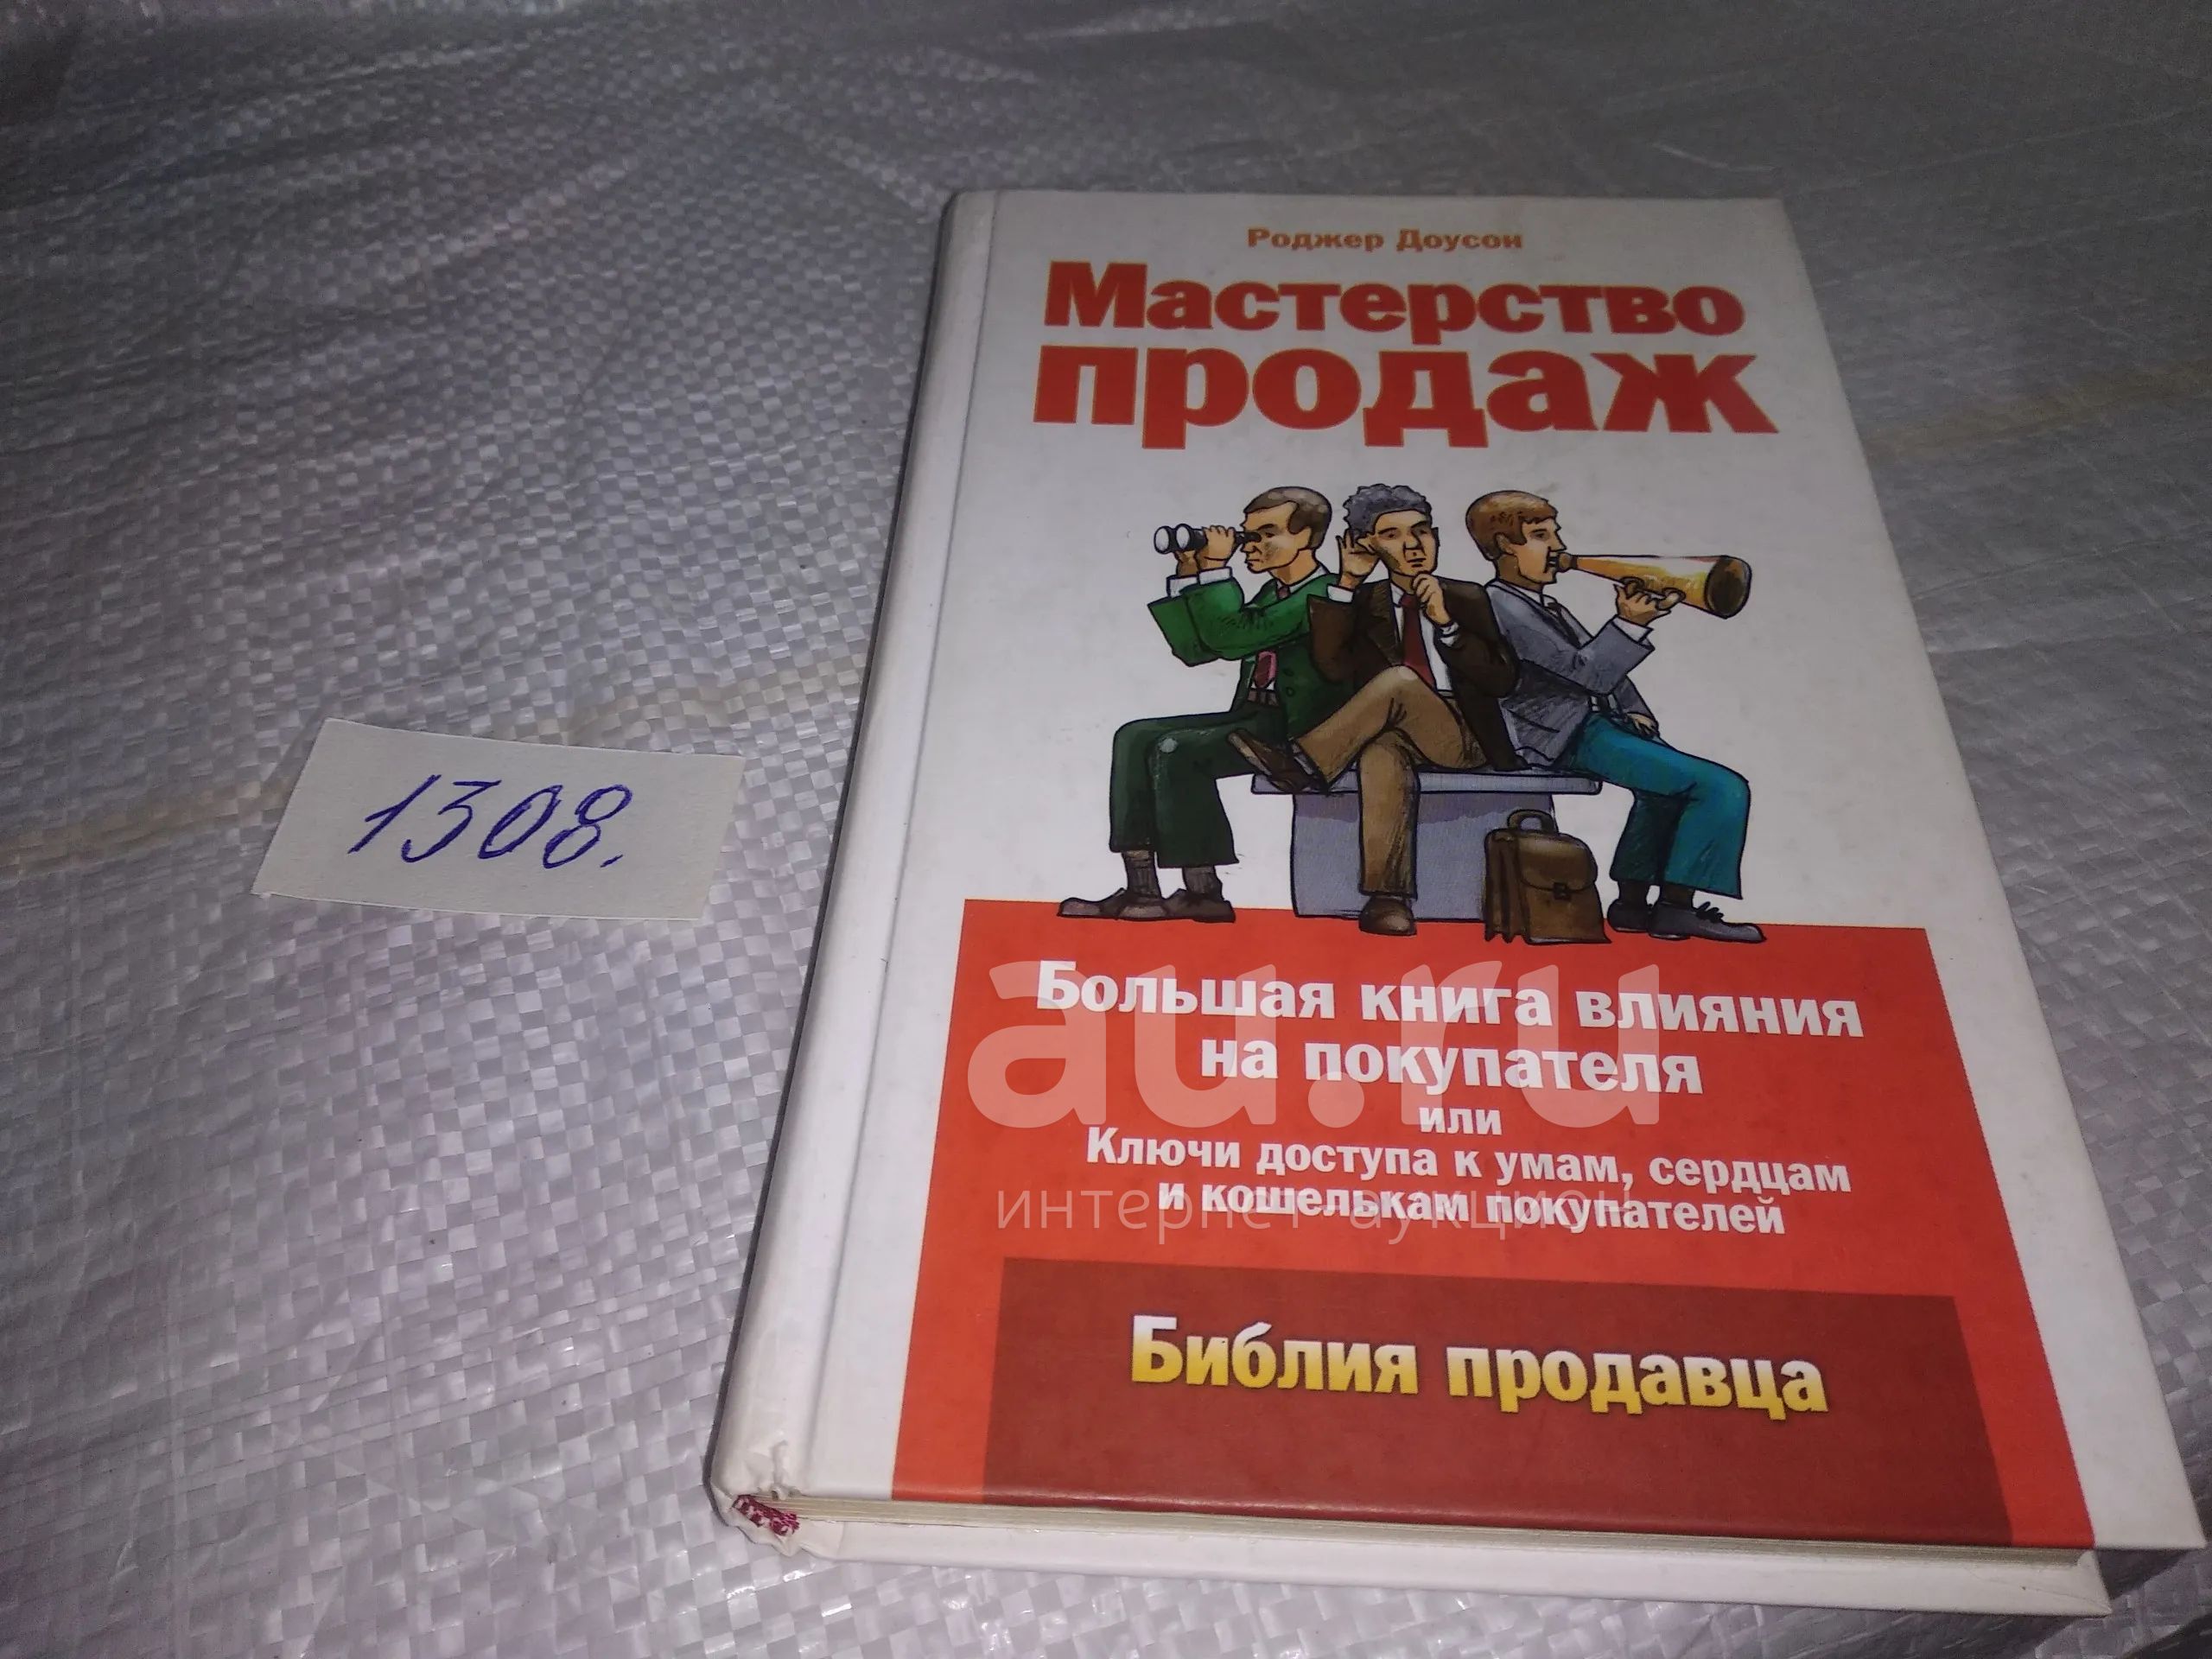 Роджер Доусон
Мастерство
продаж
1308.
Большая книга влияния
на покупателя
или
Ключи доступа к умам, сердцам
и кошелькам покупателей
Библия продавца
au.ru
интернет-аукцион